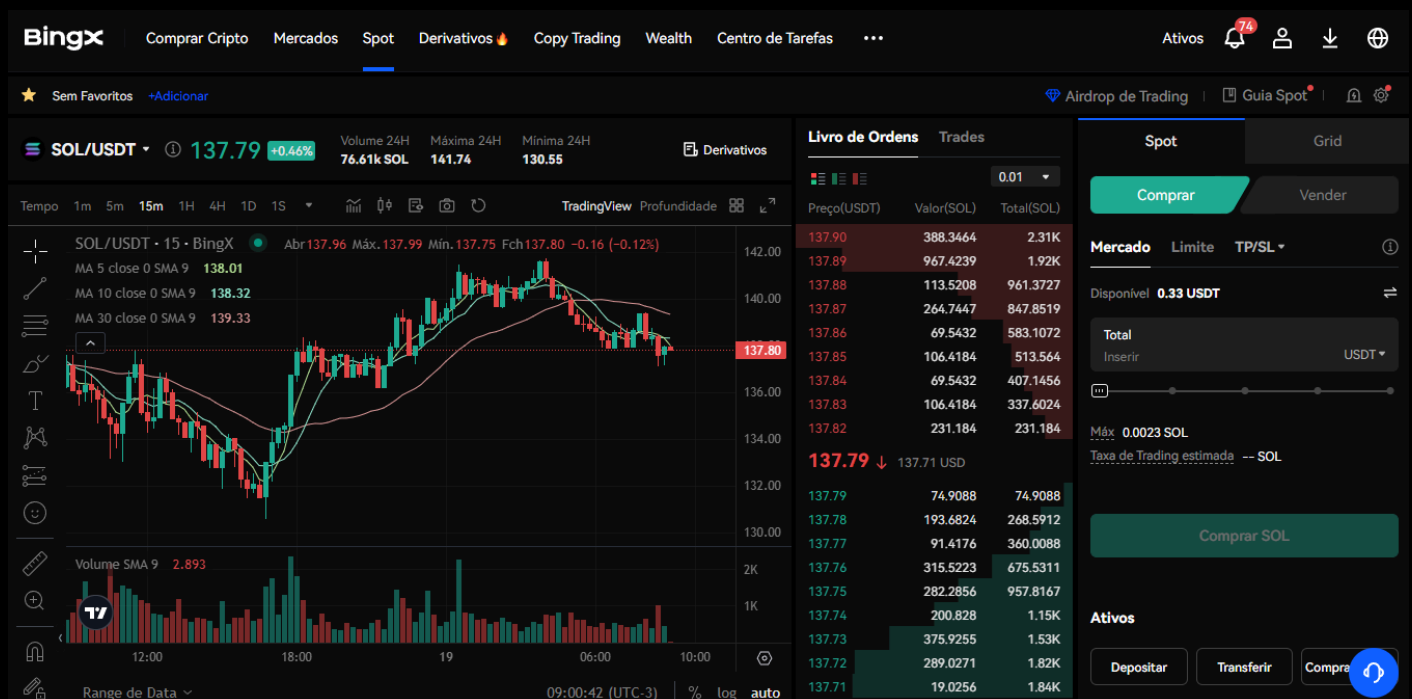 BingX Comprar Cripto Mercados Spot Derivativos Copy Trading Wealth Centro de Tarefas ••• Ativos 74
Sem Favoritos +Adicionar Airdrop de Trading Guia Spot
SOL/USDT 137.79 +0.46%
Volume 24H 76.61k SOL
Máxima 24H 141.74
Mínima 24H 130.55
Derivativos
Tempo 1m 5m 15m 1H 4H 1D 1S TradingView Profundidade
SOL/USDT • 15 • BingX Abr137.96 Máx.137.99 Mín.137.75 Fch137.80 −0.16 (−0.12%)
MA 5 close 0 SMA 9 138.01
MA 10 close 0 SMA 9 138.32
MA 30 close 0 SMA 9 139.33
142.00
140.00
137.80
136.00
134.00
132.00
130.00
Volume SMA 9 2.893
2K
1K
12:00 18:00 19 06:00 10:00
Range de Data 09:00:42 (UTC-3) % log auto
Livro de Ordens Trades
0.01
Preço(USDT) Valor(SOL) Total(SOL)
137.90 388.3464 2.31K
137.89 967.4239 1.92K
137.88 113.5208 961.3727
137.87 264.7447 847.8519
137.86 69.5432 583.1072
137.85 106.4184 513.564
137.84 69.5432 407.1456
137.83 106.4184 337.6024
137.82 231.184 231.184
137.79 ↓ 137.71 USD
137.79 74.9088 74.9088
137.78 193.6824 268.5912
137.77 91.4176 360.0088
137.76 315.5223 675.5311
137.75 282.2856 957.8167
137.74 200.828 1.15K
137.73 375.9255 1.53K
137.72 289.0271 1.82K
137.71 19.0256 1.84K
Spot Grid
Comprar Vender
Mercado Limite TP/SL
Disponível 0.33 USDT
Total
Inserir USDT
Máx 0.0023 SOL
Taxa de Trading estimada -- SOL
Comprar SOL
Ativos
Depositar Transferir Compra